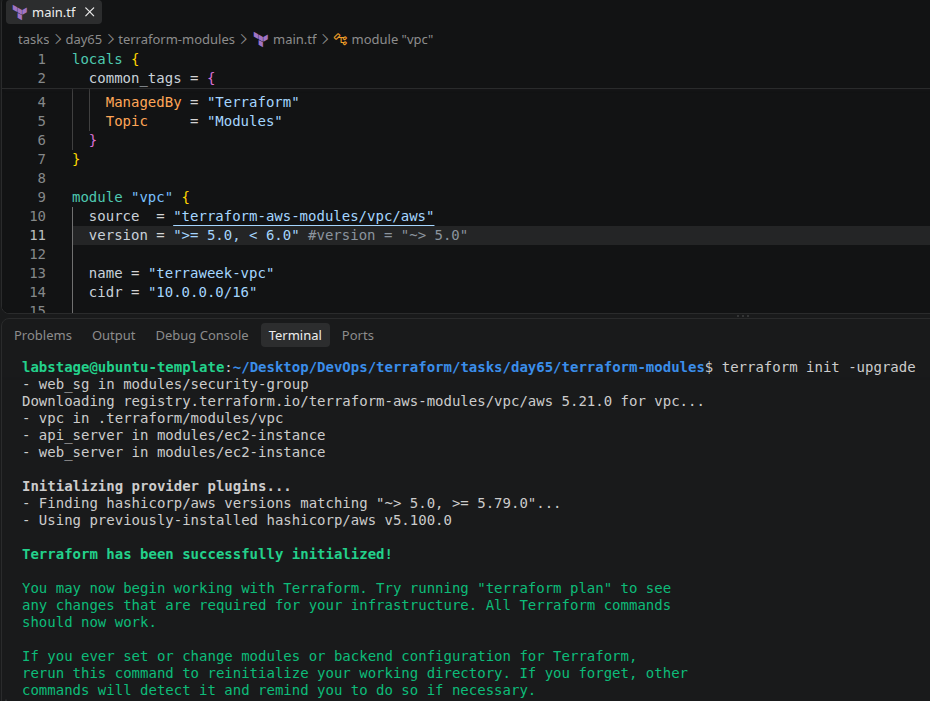 main.tf
tasks > day65 > terraform-modules > main.tf > module "vpc"
1 locals {
2 common_tags = {
4 ManagedBy = "Terraform"
5 Topic     = "Modules"
6 }
7 }
8
9 module "vpc" {
10 source  = "terraform-aws-modules/vpc/aws"
11 version = ">= 5.0, < 6.0" #version = "~> 5.0"
12
13 name = "terraweek-vpc"
14 cidr = "10.0.0.0/16"
15
Problems Output Debug Console Terminal Ports
labstage@ubuntu-template:~/Desktop/DevOps/terraform/tasks/day65/terraform-modules$ terraform init -upgrade
- web_sg in modules/security-group
Downloading registry.terraform.io/terraform-aws-modules/vpc/aws 5.21.0 for vpc...
- vpc in .terraform/modules/vpc
- api_server in modules/ec2-instance
- web_server in modules/ec2-instance
Initializing provider plugins...
- Finding hashicorp/aws versions matching "~> 5.0, >= 5.79.0"...
- Using previously-installed hashicorp/aws v5.100.0
Terraform has been successfully initialized!
You may now begin working with Terraform. Try running "terraform plan" to see
any changes that are required for your infrastructure. All Terraform commands
should now work.
If you ever set or change modules or backend configuration for Terraform,
rerun this command to reinitialize your working directory. If you forget, other
commands will detect it and remind you to do so if necessary.